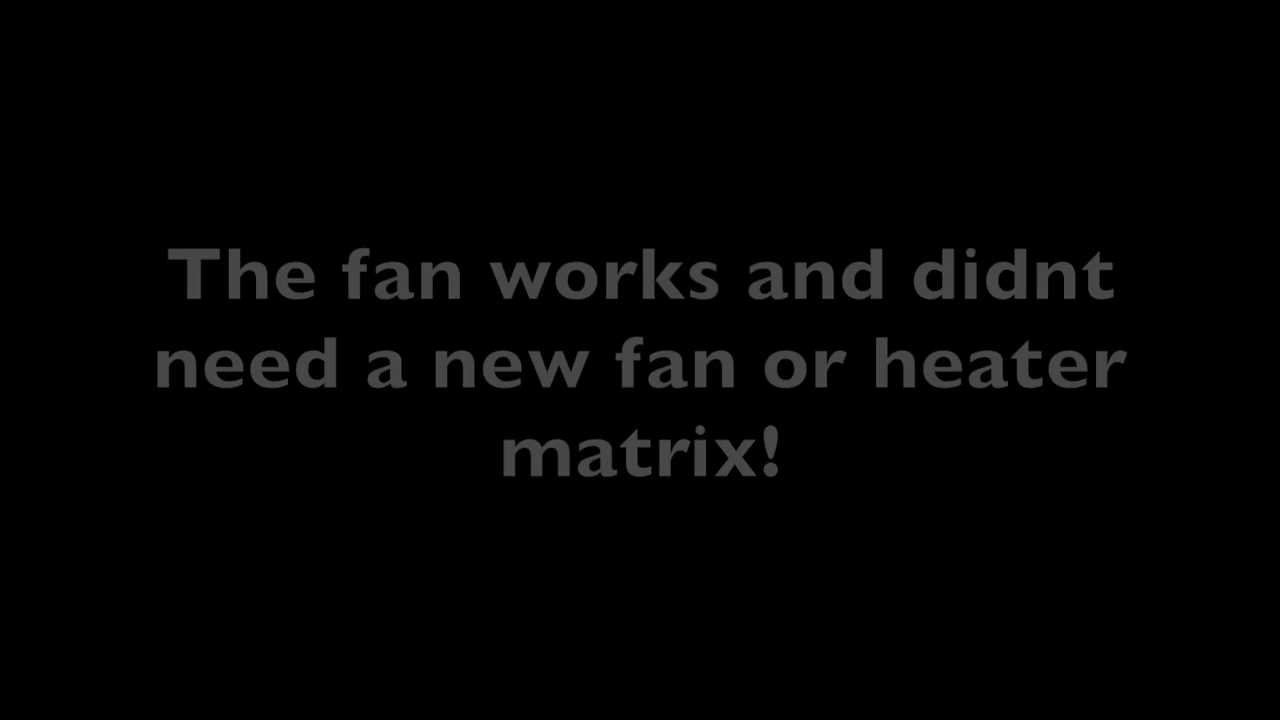 The fan works and didnt
need a new fan or heater
matrix!